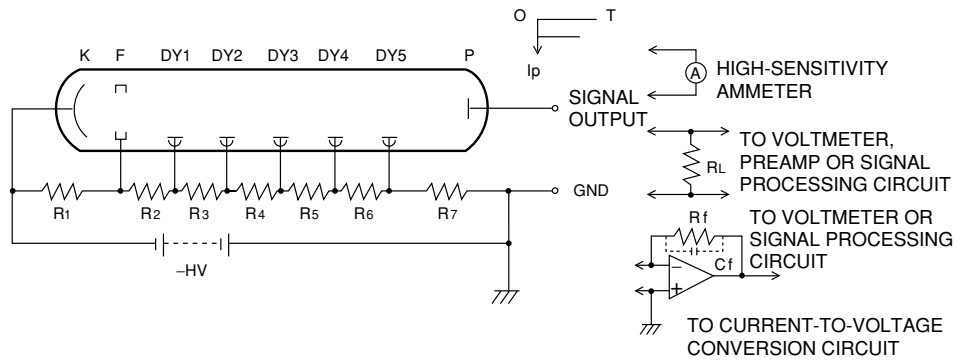 O T
Ip
K F DY1 DY2 DY3 DY4 DY5 P
A
HIGH-SENSITIVITY
AMMETER
SIGNAL
OUTPUT
RL
TO VOLTMETER,
PREAMP OR SIGNAL
PROCESSING CIRCUIT
GND
R1 R2 R3 R4 R5 R6 R7
−HV
Rf
Cf
−
+
TO VOLTMETER OR
SIGNAL PROCESSING
CIRCUIT
TO CURRENT-TO-VOLTAGE
CONVERSION CIRCUIT